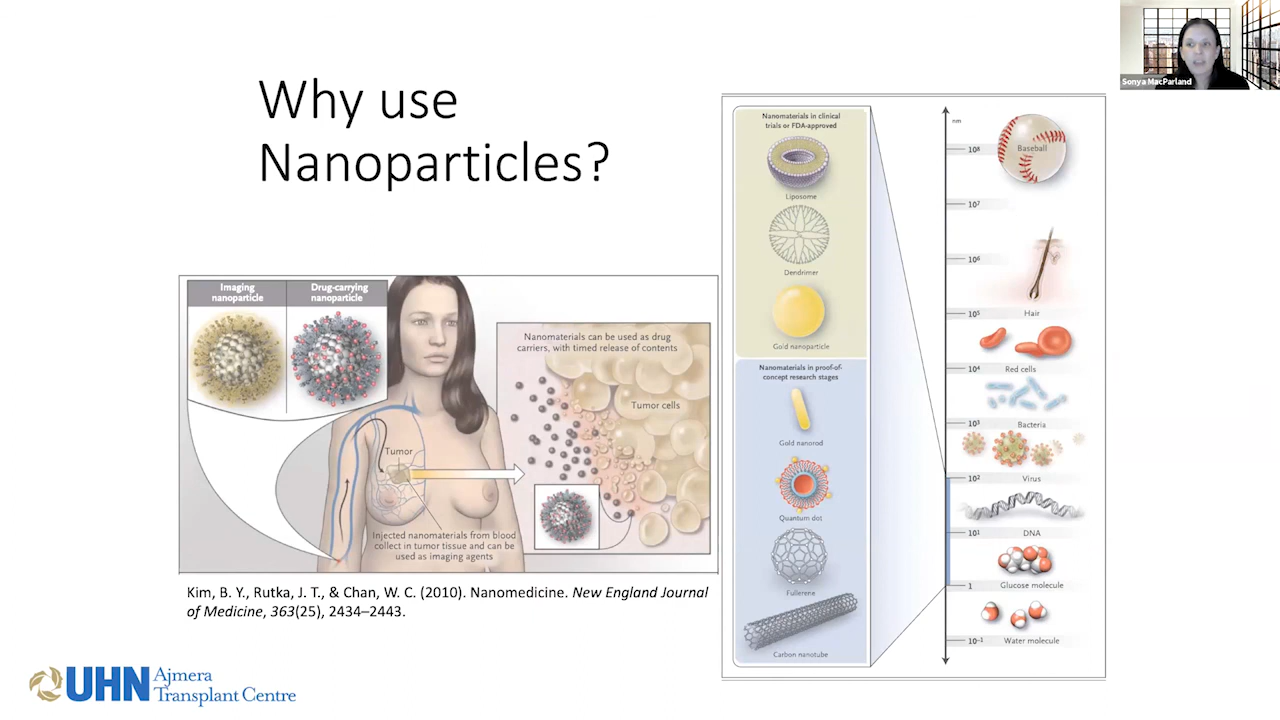 Sonya MacParland
Why use
Nanoparticles?
Imaging
nanoparticle
Drug-carrying
nanoparticle
Nanomaterials can be used as drug
carriers, with timed release of contents
Tumor cells
Tumor
Injected nanomaterials from blood
collect in tumor tissue and can be
used as imaging agents
Kim, B. Y., Rutka, J. T., & Chan, W. C. (2010). Nanomedicine. New England Journal
of Medicine, 363(25), 2434–2443.
Nanomaterials in clinical
trials or FDA-approved
Liposome
Dendrimer
Gold nanoparticle
Nanomaterials in proof-of-
concept research stages
Gold nanorod
Quantum dot
Fullerene
Carbon nanotube
nm
10⁸
Baseball
10⁷
10⁶
Hair
10⁵
Red cells
10⁴
Bacteria
10³
Virus
10²
DNA
10¹
Glucose molecule
1
Water molecule
10⁻¹
UHN Ajmera
Transplant Centre